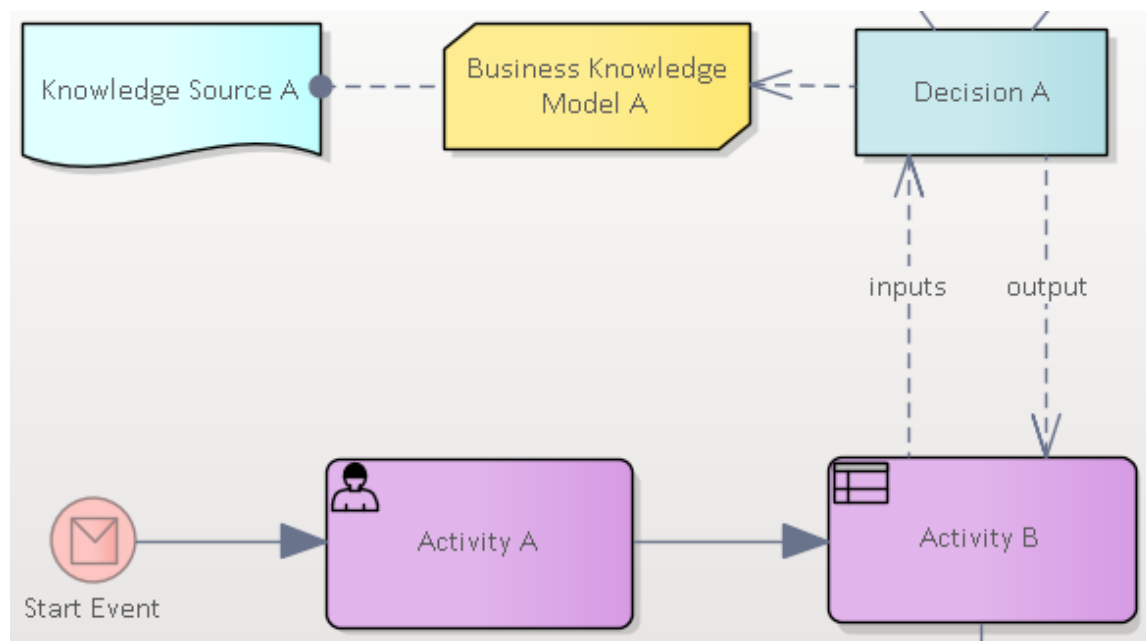 Knowledge Source A
Business Knowledge
Model A
Decision A
inputs
output
Activity A
Activity B
Start Event